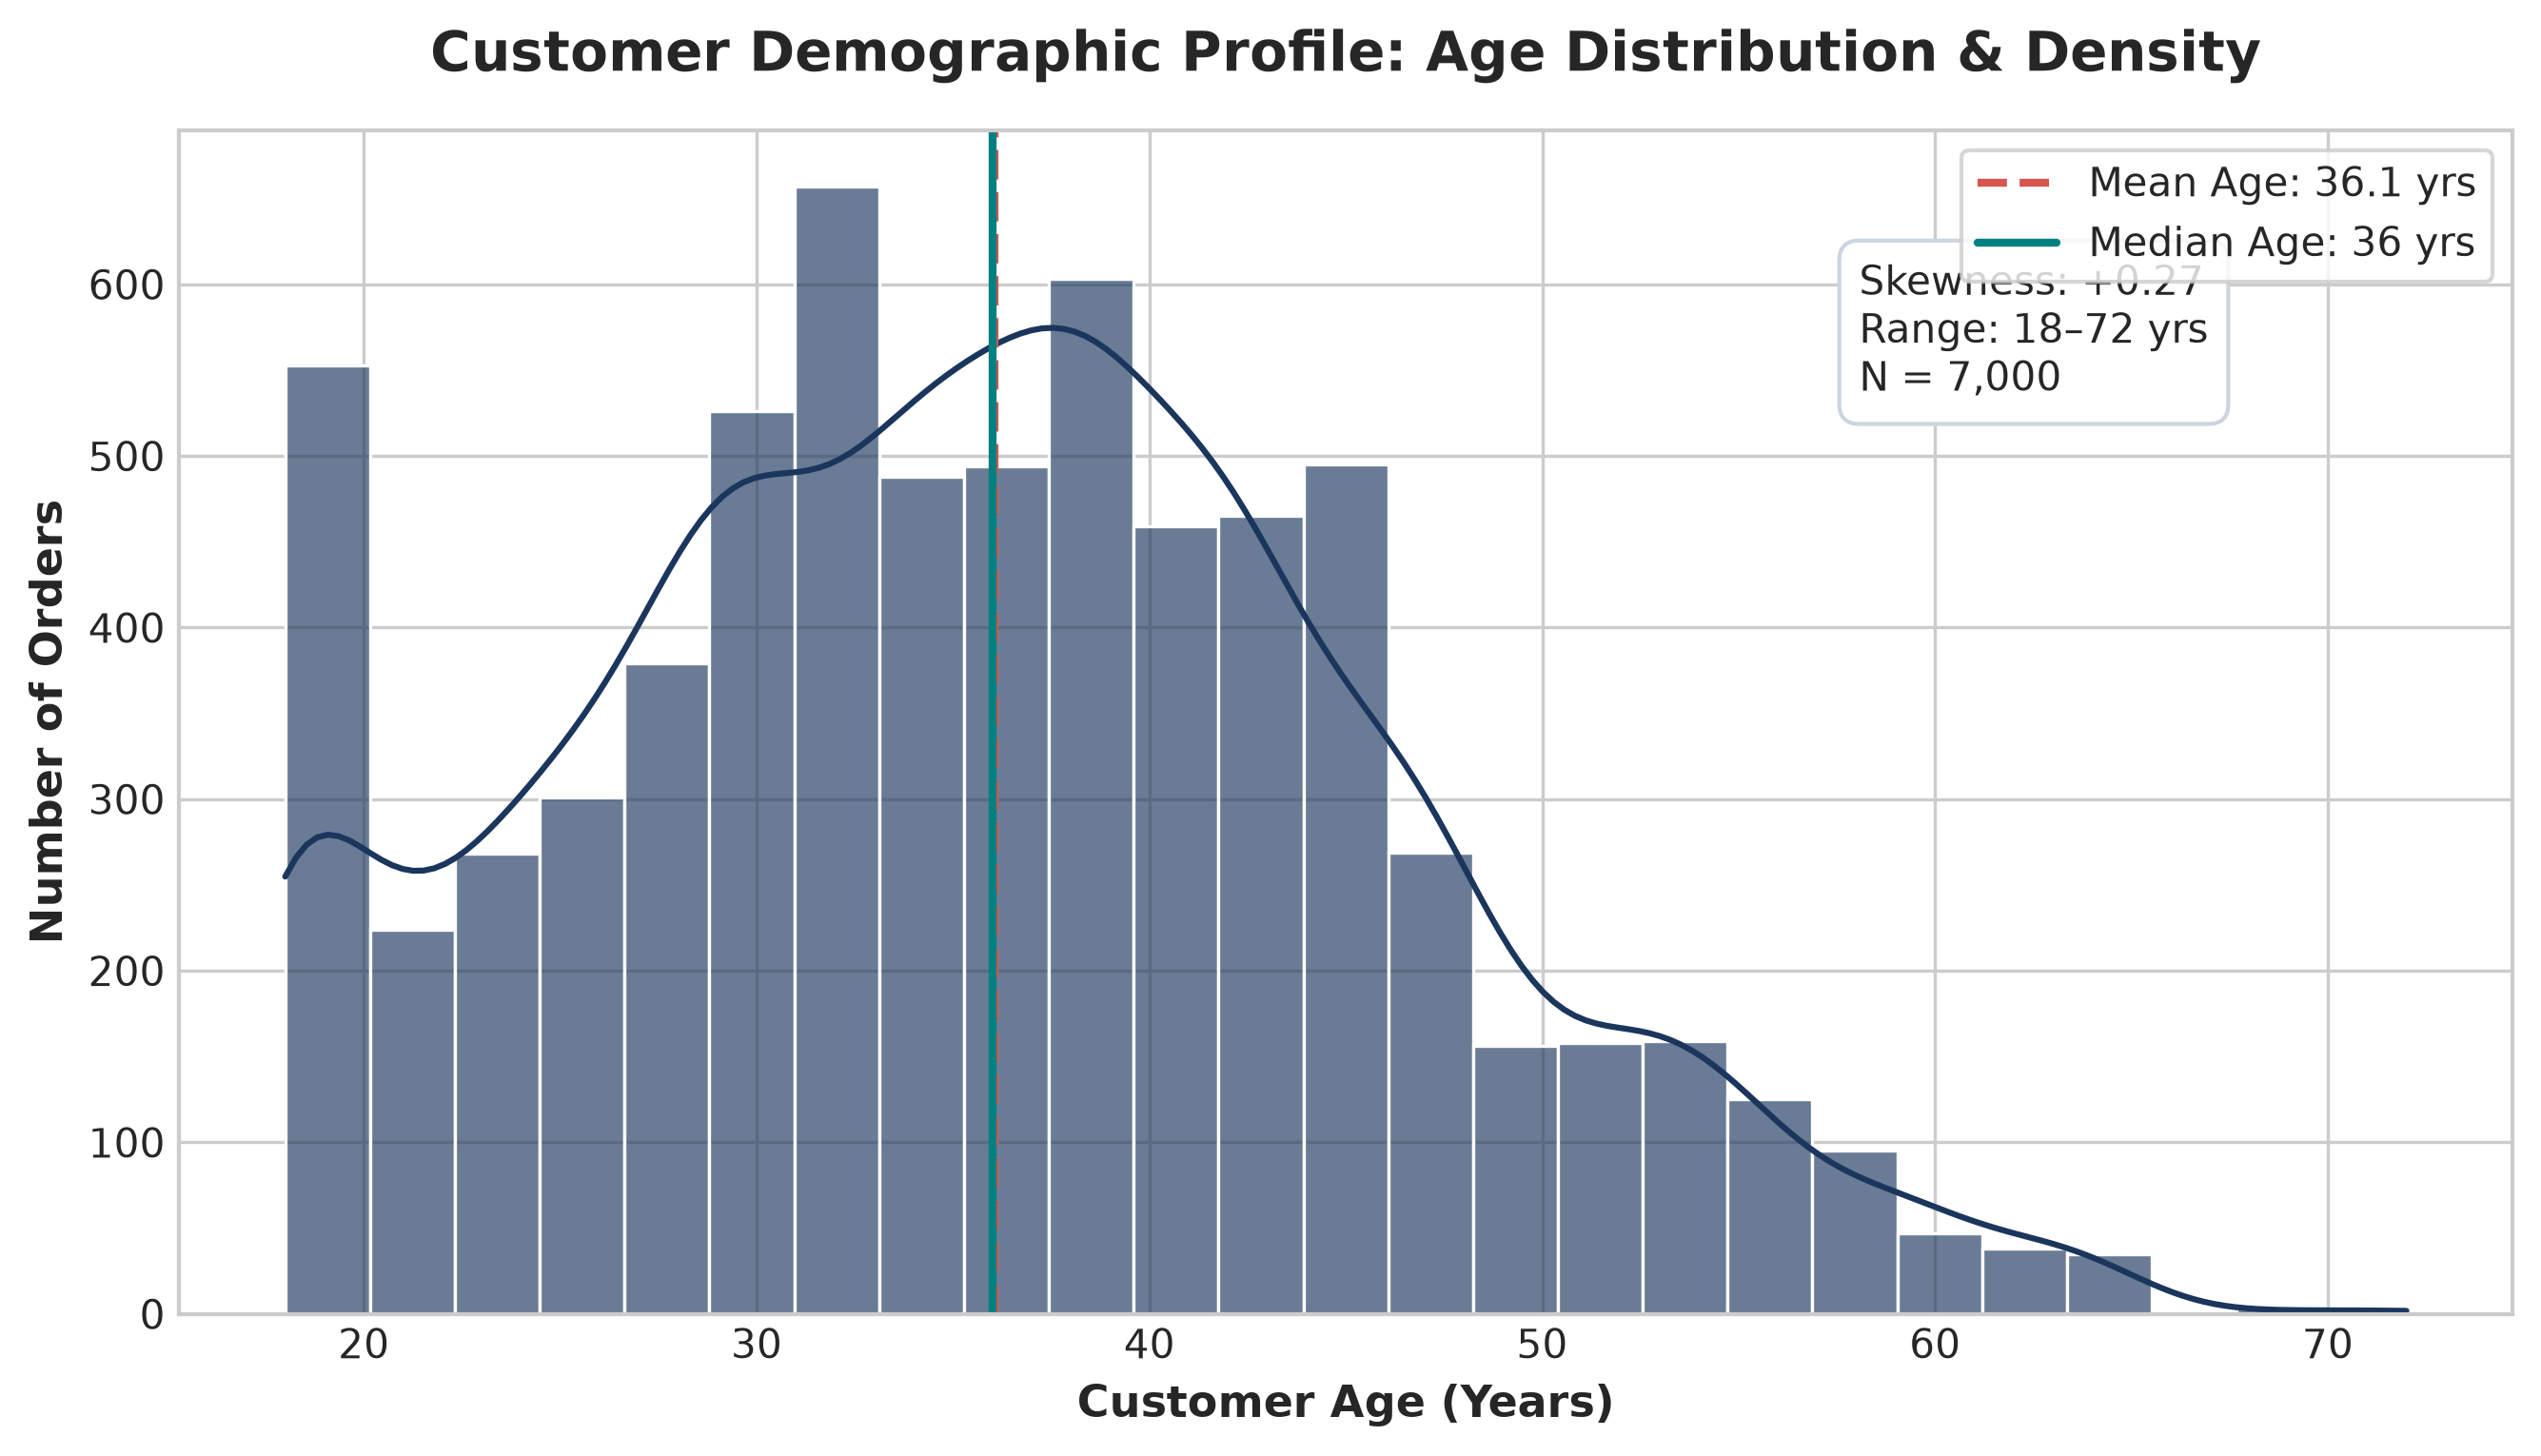 Customer Demographic Profile: Age Distribution & Density
Mean Age: 36.1 yrs
Median Age: 36 yrs
Skewness: +0.27
Range: 18–72 yrs
N = 7,000
Number of Orders
600
500
400
300
200
100
0
20 30 40 50 60 70
Customer Age (Years)